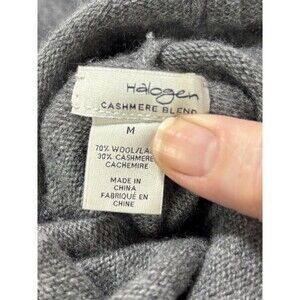 Halogen
CASHMERE BLEND
M
70% WOOL/LA
30% CASHMERE
CACHEMIRE
MADE IN
CHINA
FABRIQUÉ EN
CHINE